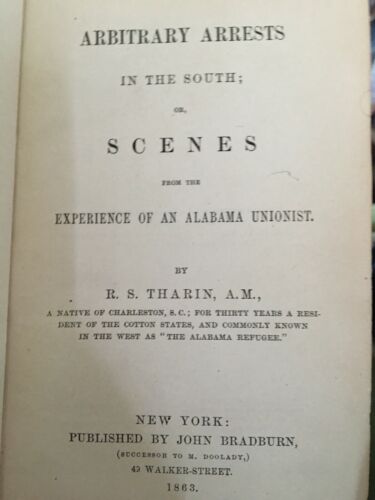 ARBITRARY ARRESTS
IN THE SOUTH;
OR,
SCENES
FROM THE
EXPERIENCE OF AN ALABAMA UNIONIST.
BY
R. S. THARIN, A.M.,
A NATIVE OF CHARLESTON, S. C.; FOR THIRTY YEARS A RESI-
DENT OF THE COTTON STATES, AND COMMONLY KNOWN
IN THE WEST AS "THE ALABAMA REFUGEE."
NEW YORK:
PUBLISHED BY JOHN BRADBURN,
(SUCCESSOR TO M. DOOLADY,)
49 WALKER-STREET.
1863.